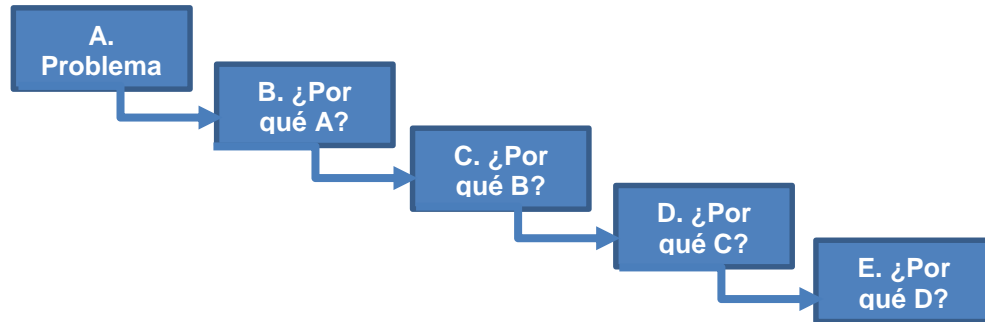 A.
Problema
B. ¿Por
qué A?
C. ¿Por
qué B?
D. ¿Por
qué C?
E. ¿Por
qué D?